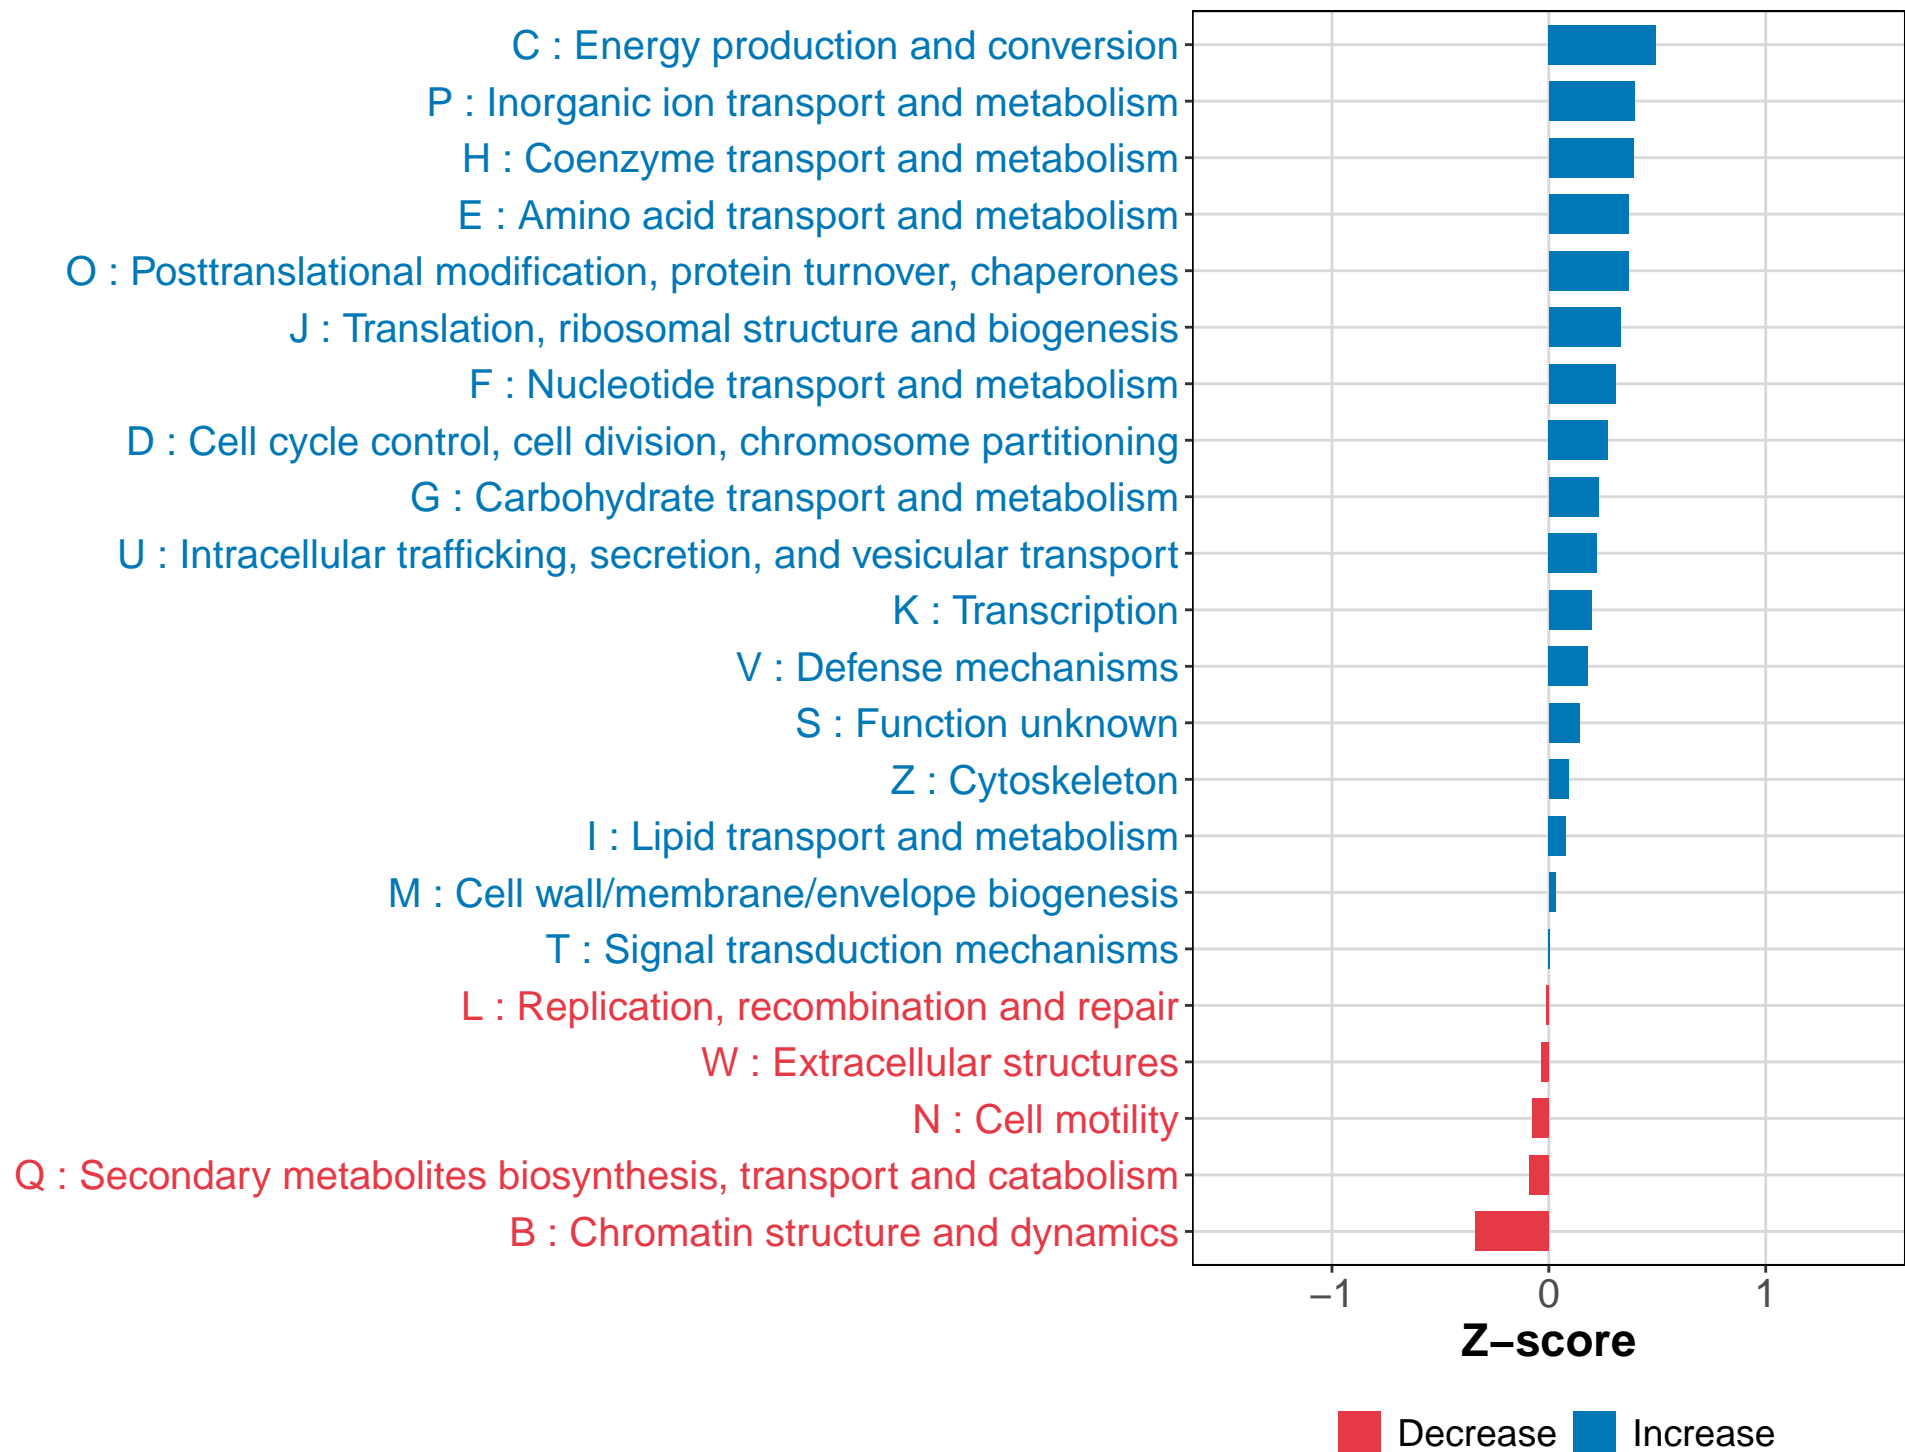 C : Energy production and conversion
P : Inorganic ion transport and metabolism
H : Coenzyme transport and metabolism
E : Amino acid transport and metabolism
O : Posttranslational modification, protein turnover, chaperones
J : Translation, ribosomal structure and biogenesis
F : Nucleotide transport and metabolism
D : Cell cycle control, cell division, chromosome partitioning
G : Carbohydrate transport and metabolism
U : Intracellular trafficking, secretion, and vesicular transport
K : Transcription
V : Defense mechanisms
S : Function unknown
Z : Cytoskeleton
I : Lipid transport and metabolism
M : Cell wall/membrane/envelope biogenesis
T : Signal transduction mechanisms
L : Replication, recombination and repair
W : Extracellular structures
N : Cell motility
Q : Secondary metabolites biosynthesis, transport and catabolism
B : Chromatin structure and dynamics
−1 0 1
Z−score
Decrease Increase